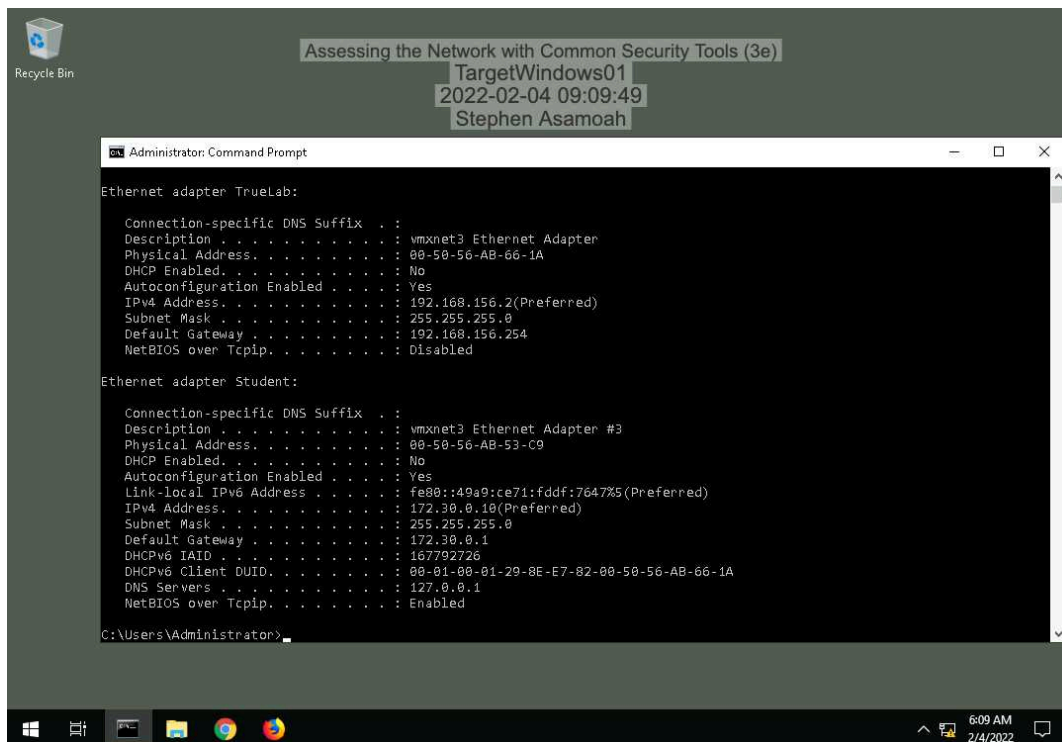 Recycle Bin
Assessing the Network with Common Security Tools (3e)
TargetWindows01
2022-02-04 09:09:49
Stephen Asamoah
Administrator: Command Prompt
Ethernet adapter TrueLab:
Connection-specific DNS Suffix . :
Description . . . . . . . . . . . : vmxnet3 Ethernet Adapter
Physical Address. . . . . . . . . : 00-50-56-AB-66-1A
DHCP Enabled. . . . . . . . . . . : No
Autoconfiguration Enabled . . . . : Yes
IPv4 Address. . . . . . . . . . . : 192.168.156.2(Preferred)
Subnet Mask . . . . . . . . . . . : 255.255.255.0
Default Gateway . . . . . . . . . : 192.168.156.254
NetBIOS over Tcpip. . . . . . . . : Disabled
Ethernet adapter Student:
Connection-specific DNS Suffix . :
Description . . . . . . . . . . . : vmxnet3 Ethernet Adapter #3
Physical Address. . . . . . . . . : 00-50-56-AB-53-C9
DHCP Enabled. . . . . . . . . . . : No
Autoconfiguration Enabled . . . . : Yes
Link-local IPv6 Address . . . . . : fe80::49a9:ce71:fddf:7647%5(Preferred)
IPv4 Address. . . . . . . . . . . : 172.30.0.10(Preferred)
Subnet Mask . . . . . . . . . . . : 255.255.255.0
Default Gateway . . . . . . . . . : 172.30.0.1
DHCPv6 IAID . . . . . . . . . . . : 167792726
DHCPv6 Client DUID. . . . . . . . : 00-01-00-01-29-8E-E7-82-00-50-56-AB-66-1A
DNS Servers . . . . . . . . . . . : 127.0.0.1
NetBIOS over Tcpip. . . . . . . . : Enabled
C:\Users\Administrator>_
6:09 AM
2/4/2022